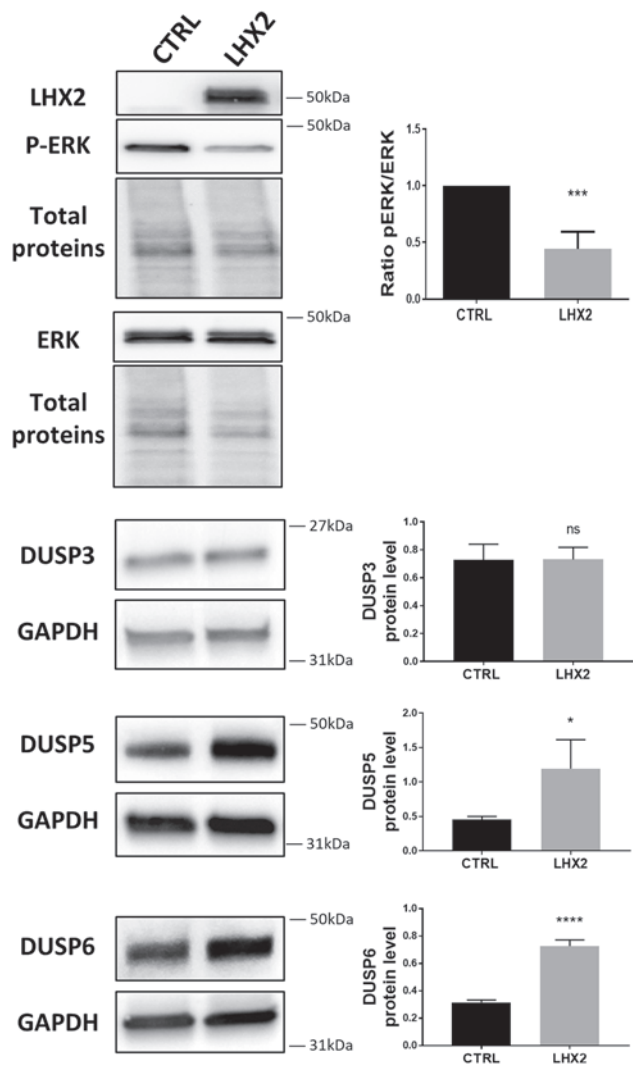 CTRL
LHX2
LHX2
50kDa
P-ERK
50kDa
Total
proteins
ERK
50kDa
Total
proteins
Ratio pERK/ERK
1.5
1.0
0.5
0.0
***
CTRL
LHX2
DUSP3
27kDa
GAPDH
31kDa
DUSP3
protein level
1.0
0.8
0.6
0.4
0.2
0.0
ns
CTRL
LHX2
DUSP5
50kDa
GAPDH
31kDa
DUSP5
protein level
2.0
1.5
1.0
0.5
0.0
*
CTRL
LHX2
DUSP6
50kDa
GAPDH
31kDa
DUSP6
protein level
1.0
0.8
0.6
0.4
0.2
0.0
****
CTRL
LHX2